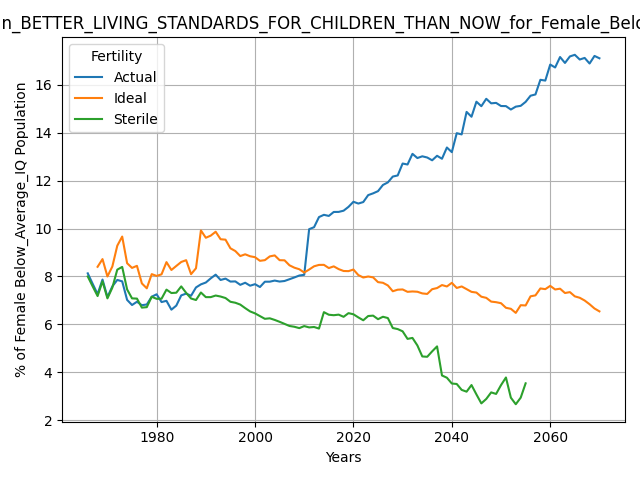 n_BETTER_LIVING_STANDARDS_FOR_CHILDREN_THAN_NOW_for_Female_Belo
Fertility
Actual
Ideal
Sterile
% of Female Below_Average_IQ Population
16
14
12
10
8
6
4
2
1980 2000 2020 2040 2060
Years